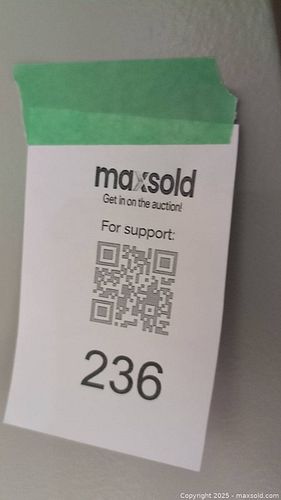 maxsold
Get in on the auction!
For support:
236
Copyright 2025 - maxsold.com